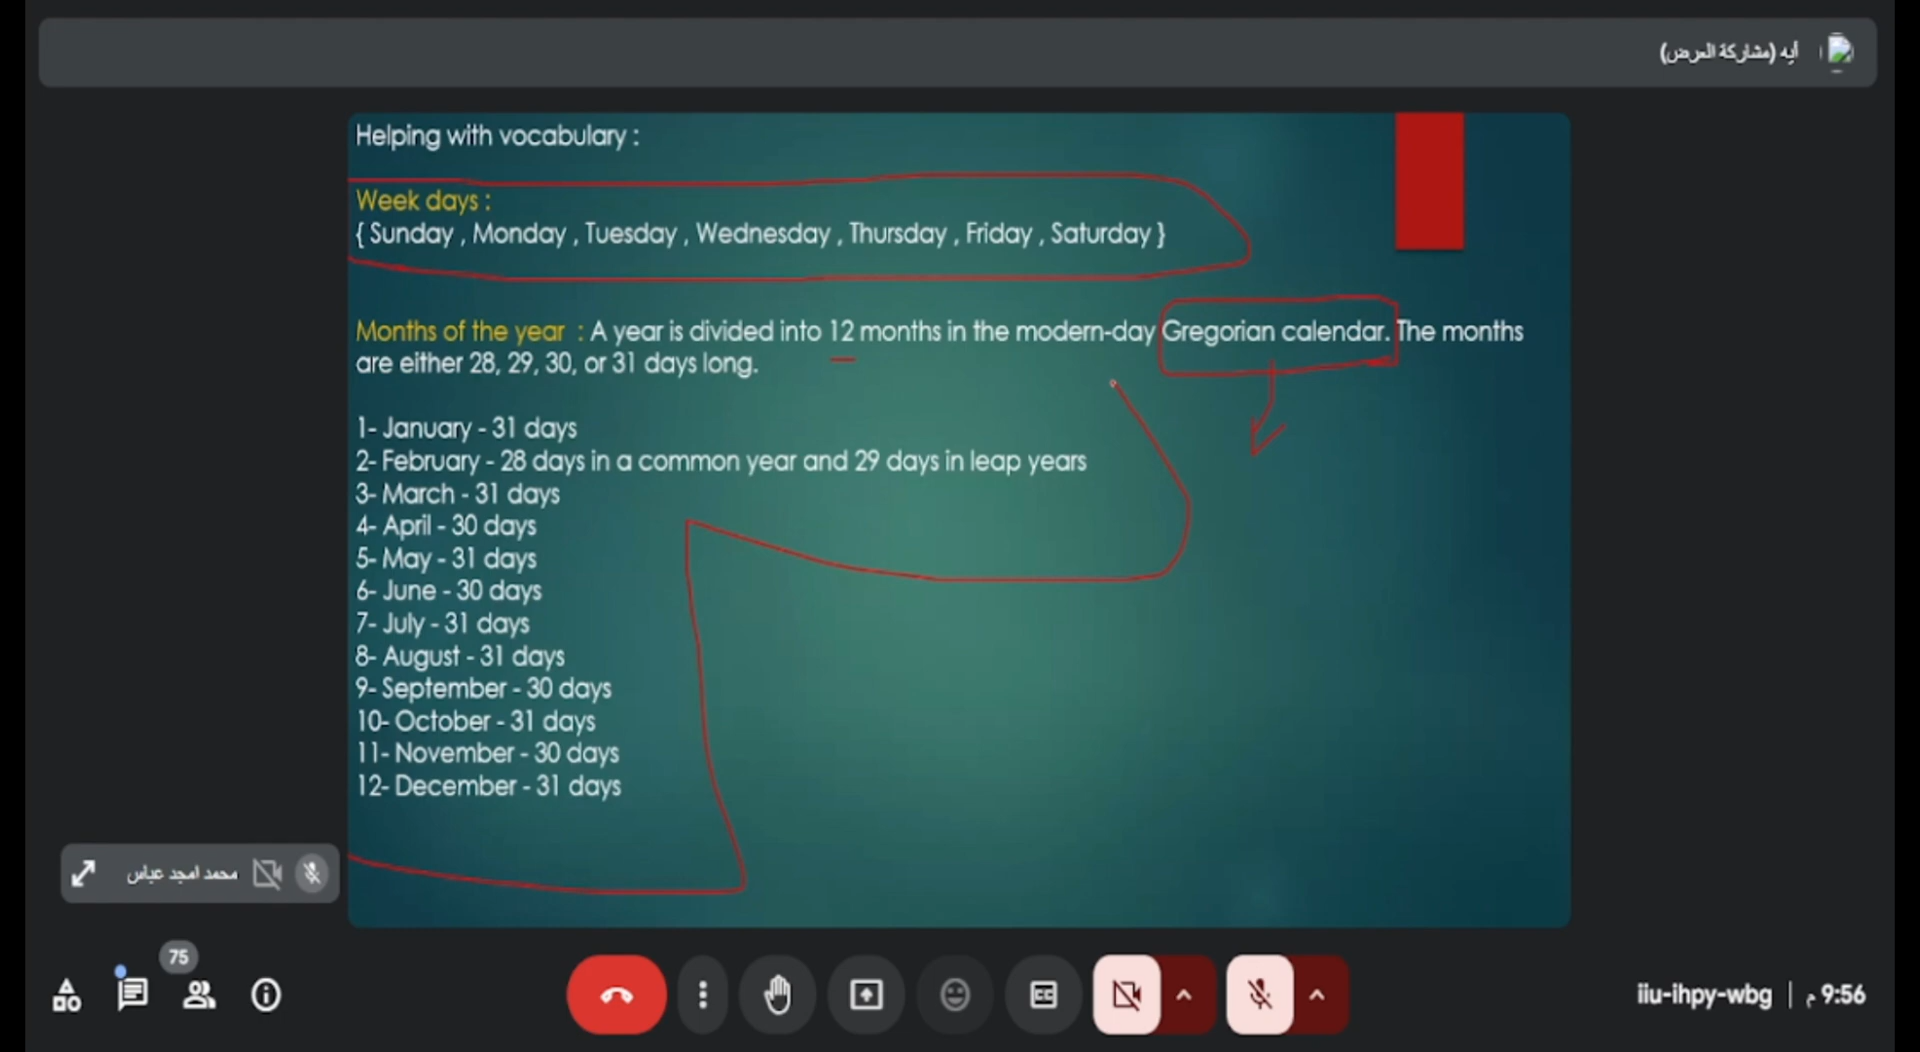 أيه (مشاركة العرض)
Helping with vocabulary :
Week days :
{ Sunday , Monday , Tuesday , Wednesday , Thursday , Friday , Saturday }
Months of the year : A year is divided into 12 months in the modern-day Gregorian calendar. The months
are either 28, 29, 30, or 31 days long.
1- January - 31 days
2- February - 28 days in a common year and 29 days in leap years
3- March - 31 days
4- April - 30 days
5- May - 31 days
6- June - 30 days
7- July - 31 days
8- August - 31 days
9- September - 30 days
10- October - 31 days
11- November - 30 days
12- December - 31 days
محمد امجد عباس
75
CC
iiu-ihpy-wbg | 9:56 م